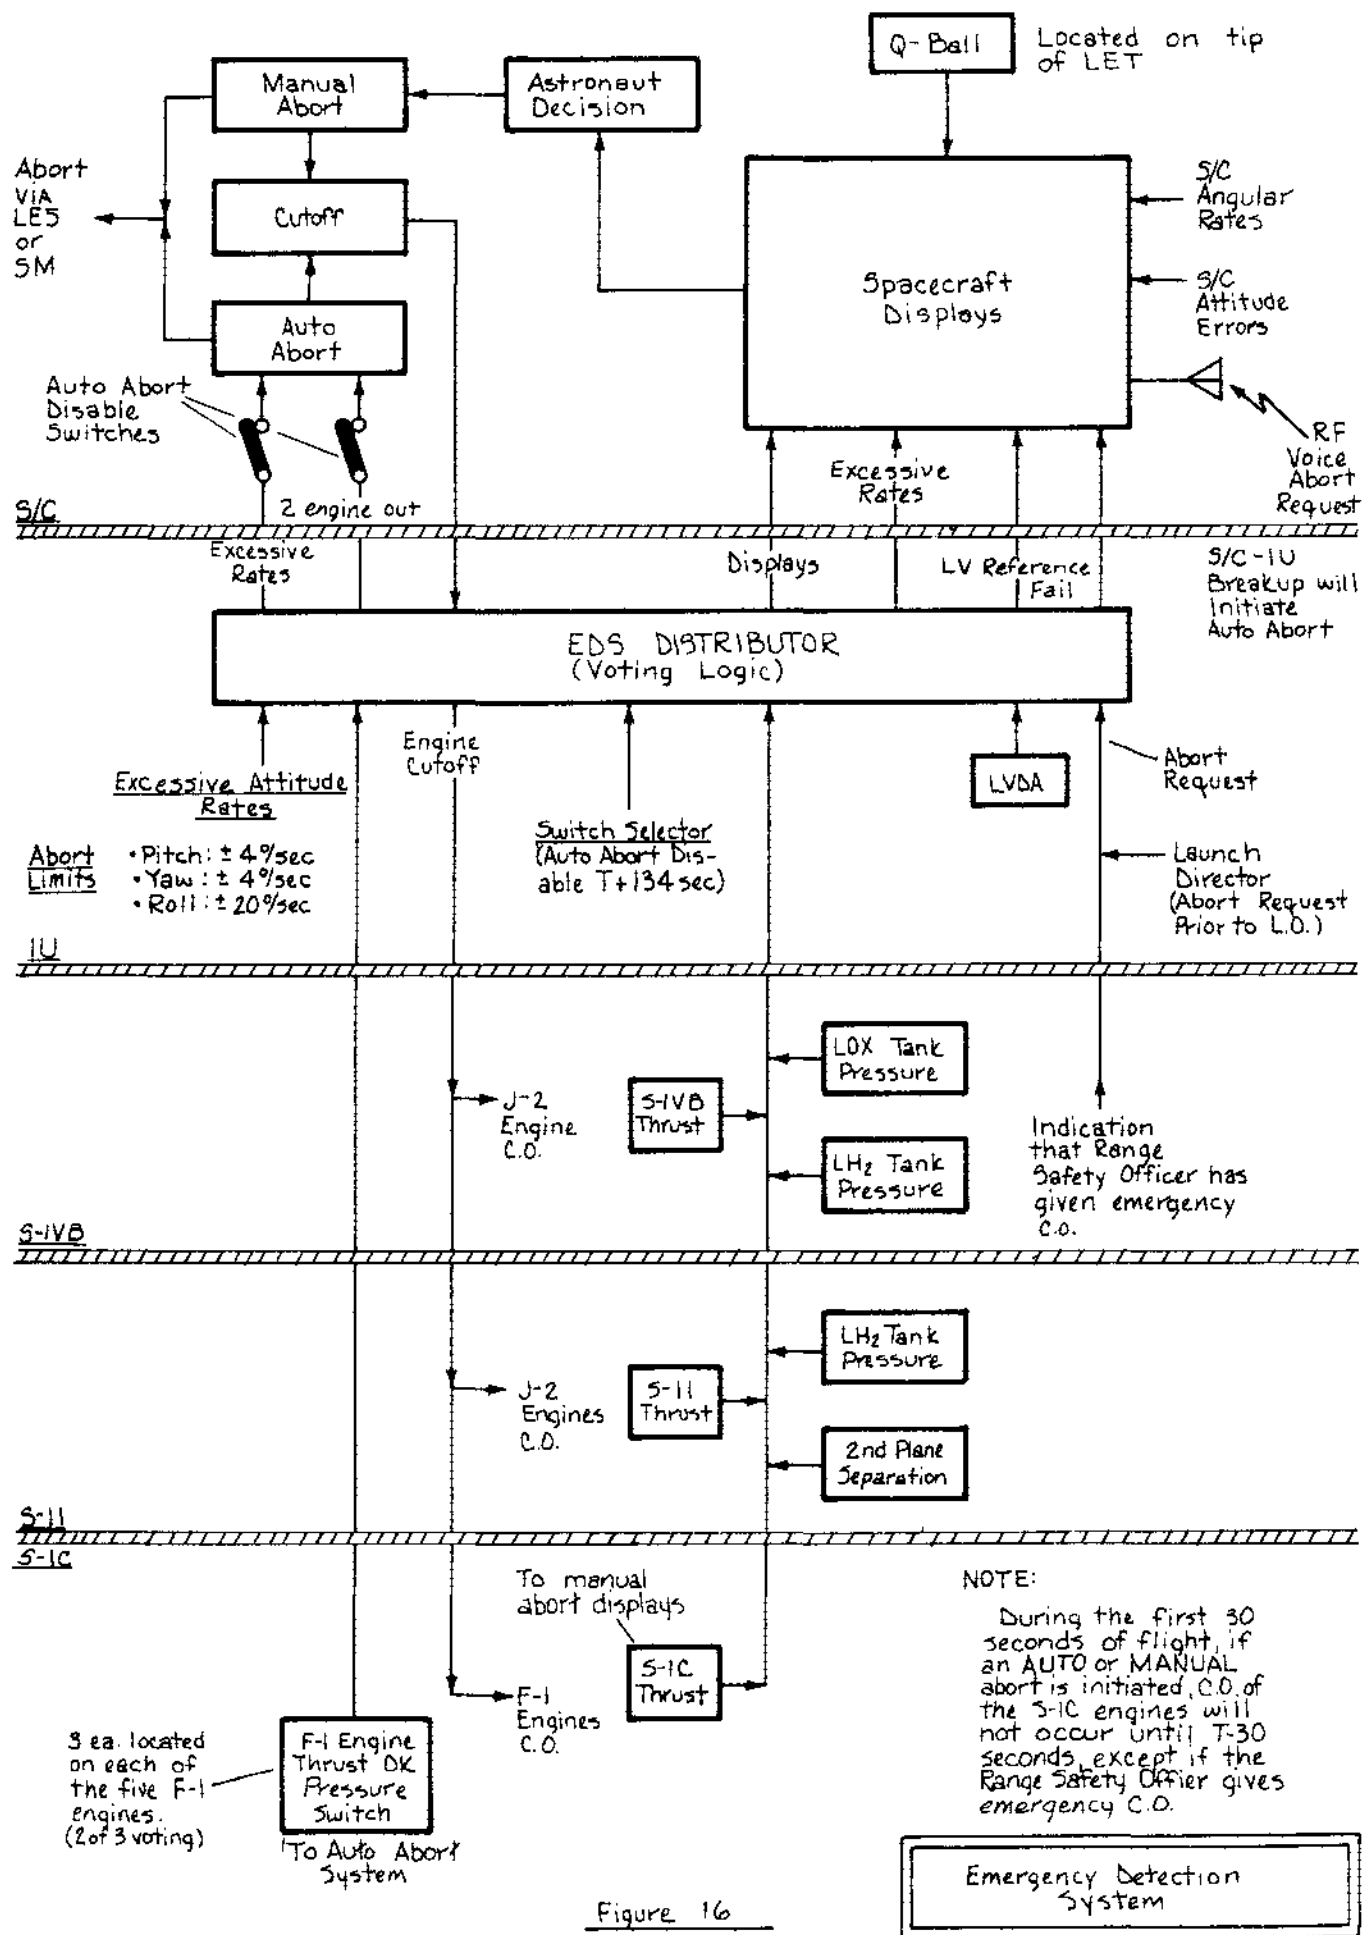 Q-Ball
Located on tip
of LET
Manual
Abort
Astronaut
Decision
Abort
VIA
LES
or
SM
Cutoff
Auto
Abort
Spacecraft
Displays
S/C
Angular
Rates
S/C
Attitude
Errors
RF
Voice
Abort
Request
Auto Abort
Disable
Switches
2 engine out
Excessive
Rates
S/C
Excessive
Rates
Displays
LV Reference
Fail
S/C-IU
Breakup will
Initiate
Auto Abort
EDS DISTRIBUTOR
(Voting Logic)
Engine
Cutoff
Excessive Attitude
Rates
Abort
Limits
• Pitch: ± 4°/sec
• Yaw: ± 4°/sec
• Roll: ± 20°/sec
Switch Selector
(Auto Abort Dis-
able T+134 sec)
LVDA
Abort
Request
Launch
Director
(Abort Request
Prior to L.O.)
IU
LOX Tank
Pressure
J-2
Engine
C.O.
S-IVB
Thrust
LH₂ Tank
Pressure
Indication
that Range
Safety Officer has
given emergency
C.O.
S-IVB
LH₂ Tank
Pressure
J-2
Engines
C.O.
S-II
Thrust
2nd Plane
Separation
S-II
S-IC
To manual
abort displays
S-IC
Thrust
F-1
Engines
C.O.
3 ea. located
on each of
the five F-1
engines.
(2 of 3 voting)
F-1 Engine
Thrust OK
Pressure
Switch
To Auto Abort
System
NOTE:
During the first 30
seconds of flight, if
an AUTO or MANUAL
abort is initiated, C.O. of
the S-IC engines will
not occur until T-30
seconds, except if the
Range Safety Offier gives
emergency C.O.
Figure 16
Emergency Detection
System